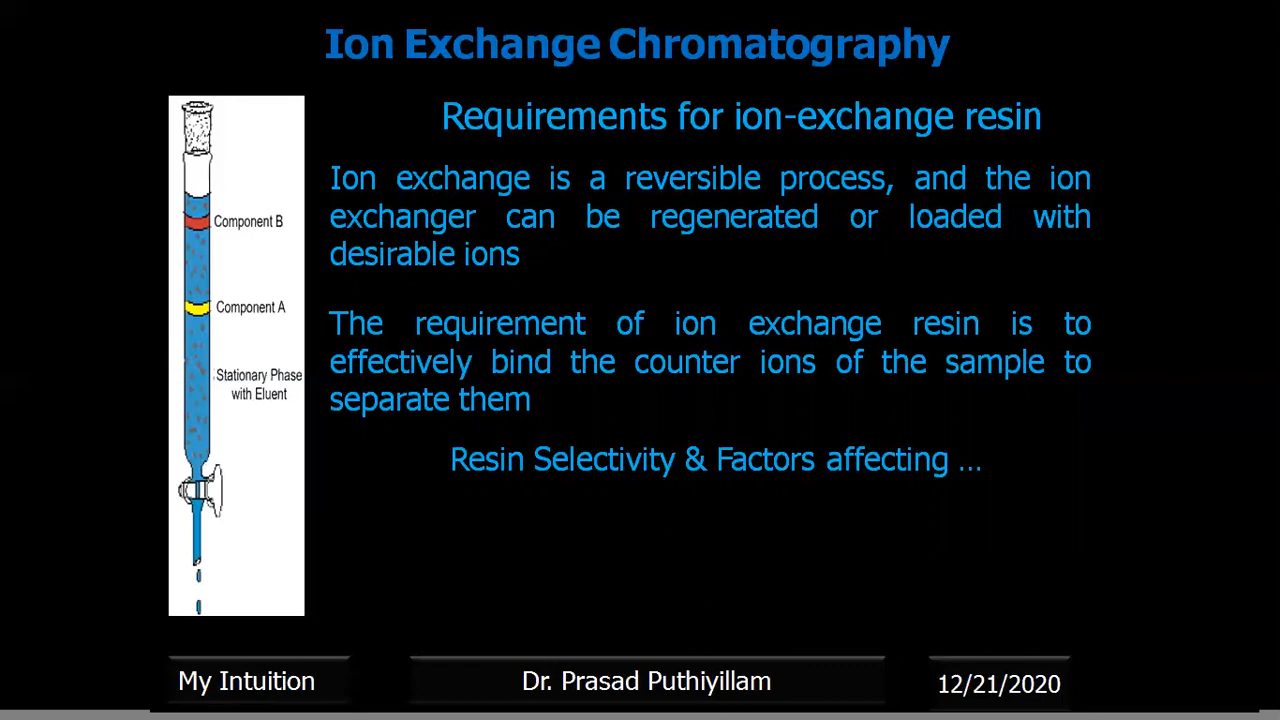 Ion Exchange Chromatography
Requirements for ion-exchange resin
Ion exchange is a reversible process, and the ion
exchanger can be regenerated or loaded with
desirable ions
The requirement of ion exchange resin is to
effectively bind the counter ions of the sample to
separate them
Resin Selectivity & Factors affecting ...
Component B
Component A
Stationary Phase
with Eluent
My Intuition
Dr. Prasad Puthiyillam
12/21/2020